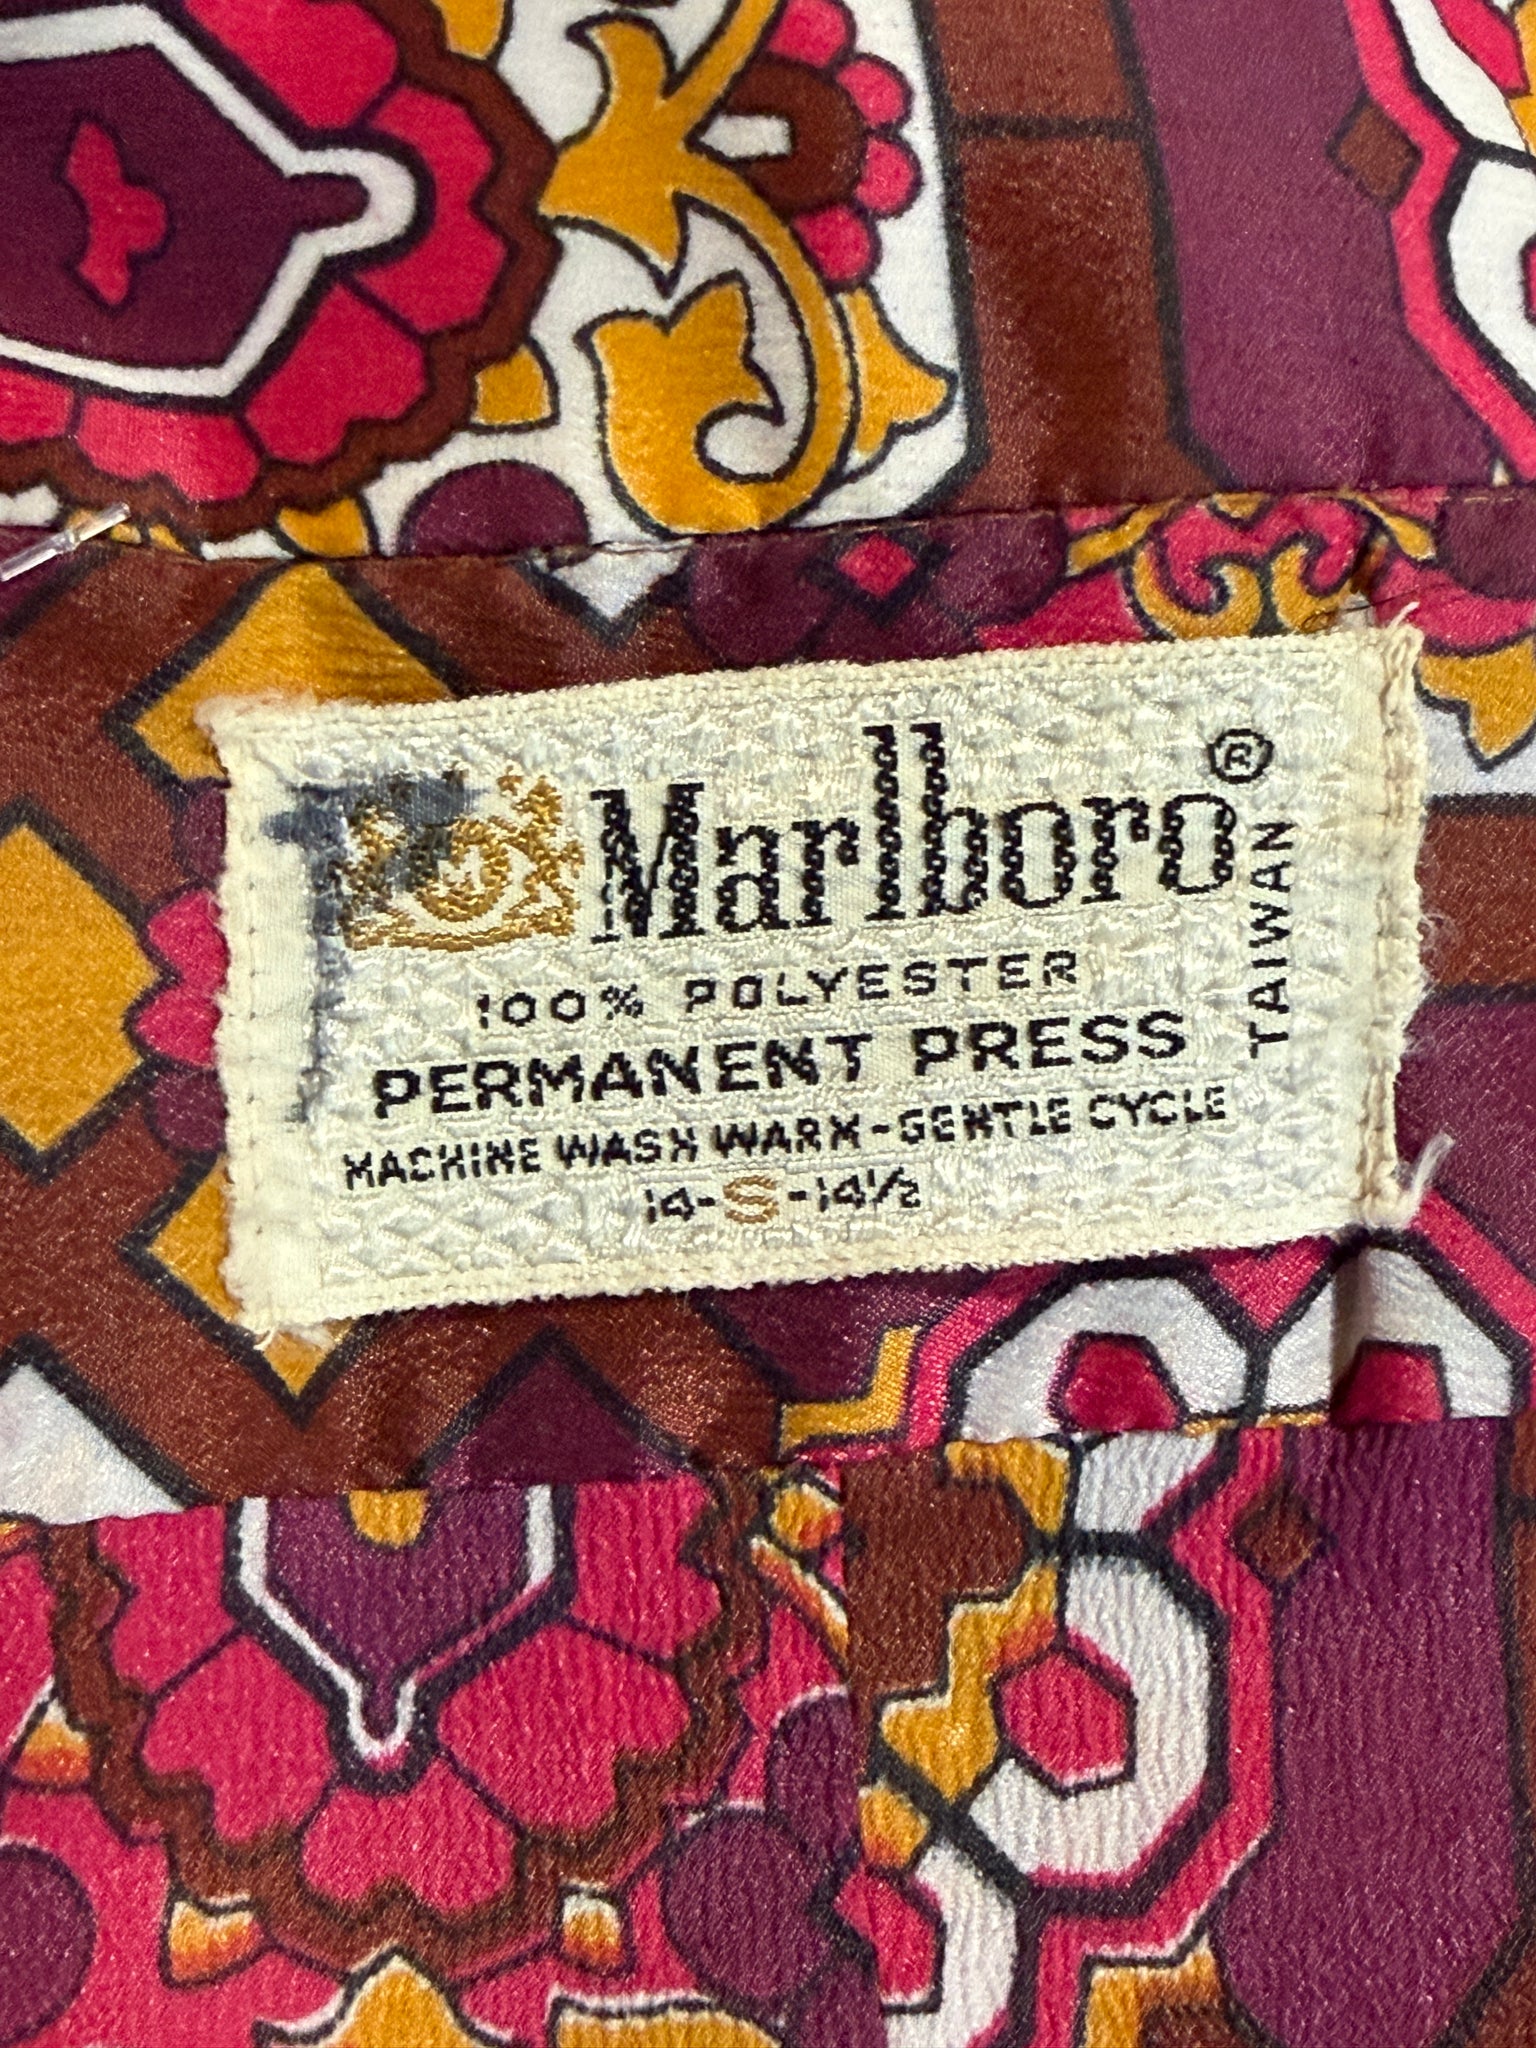 M
Marlboro®
TAIWAN
100% POLYESTER
PERMANENT PRESS
MACHINE WASH WARM-GENTLE CYCLE
14-S-14½